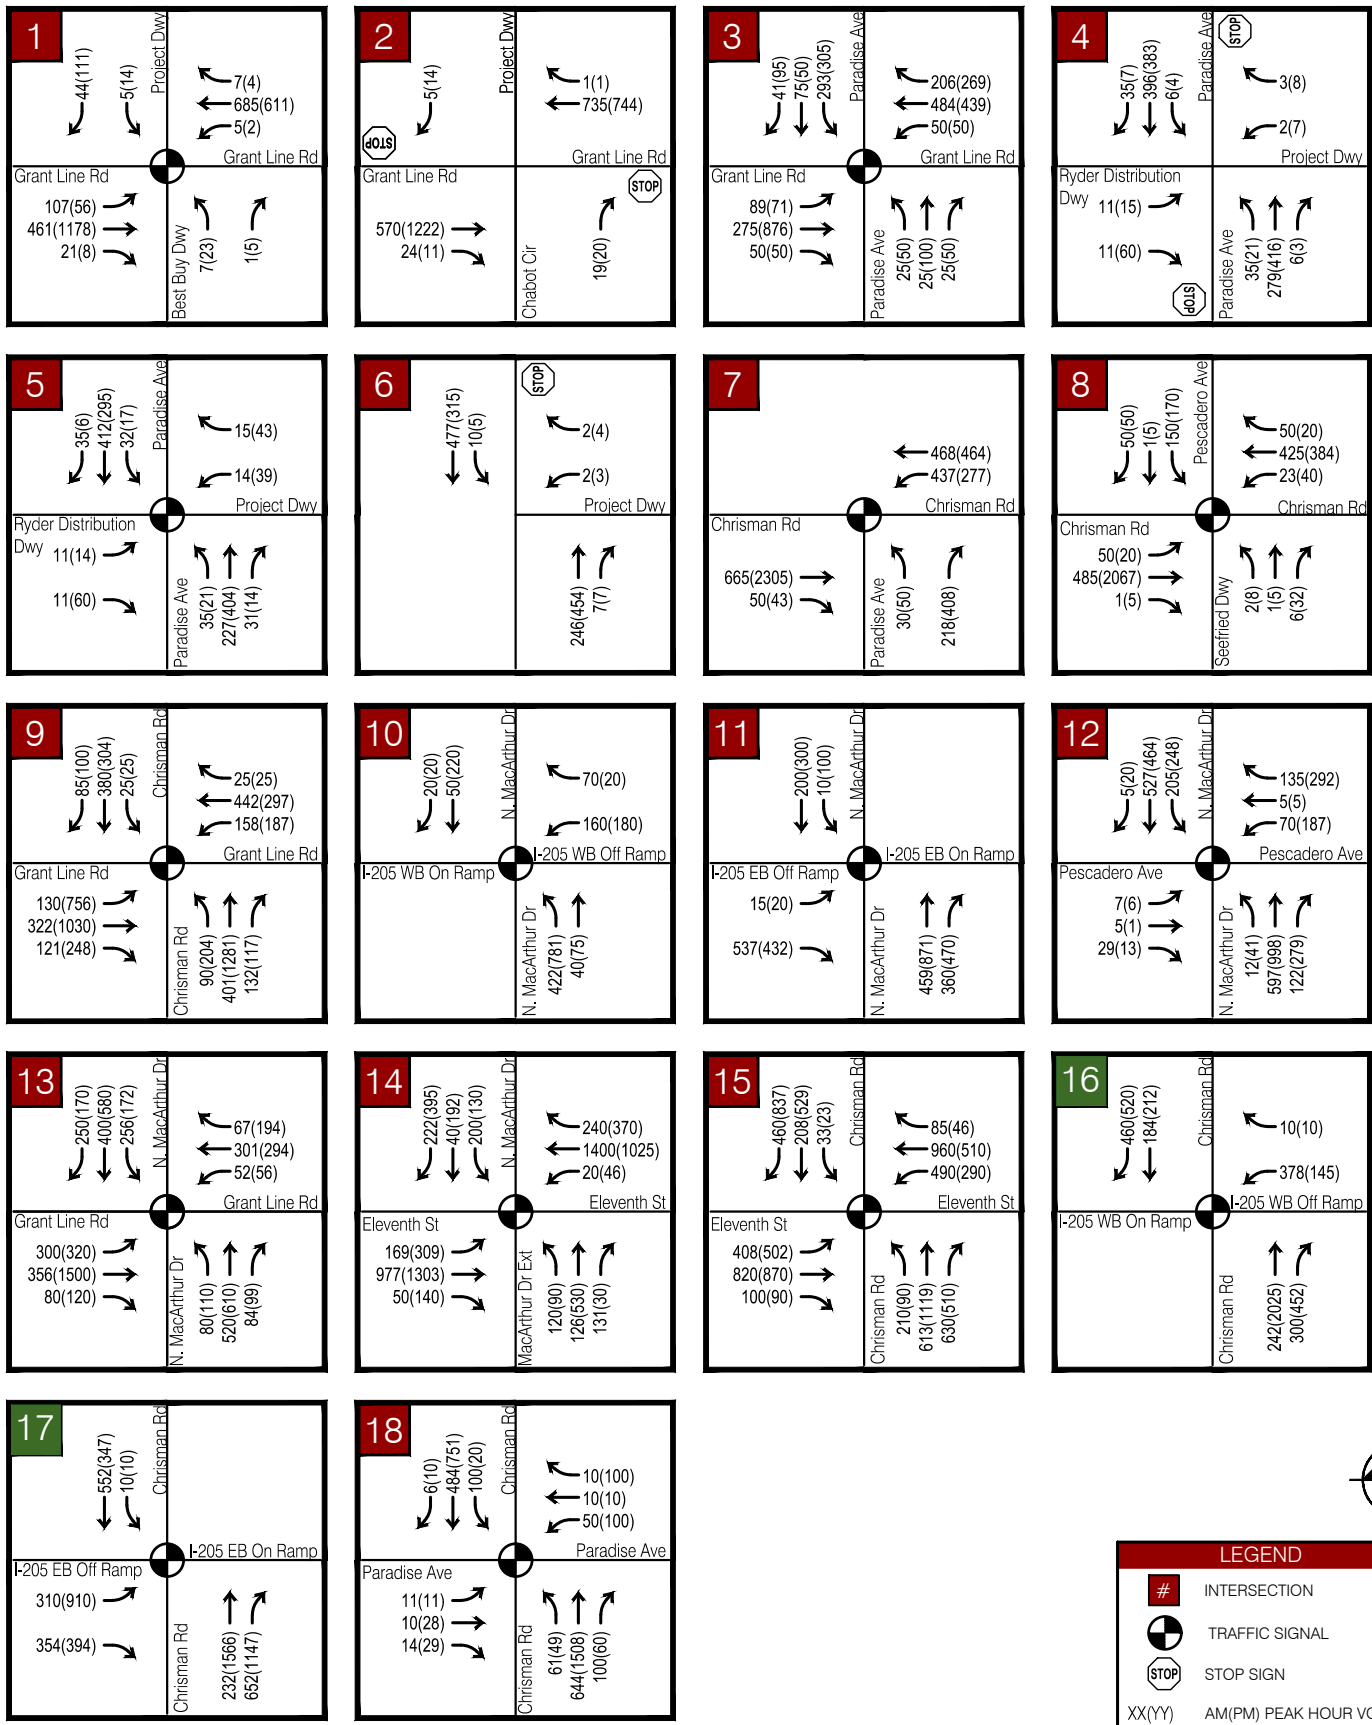 1
44(111)
5(14)
Project Dwy
7(4)
685(611)
5(2)
Grant Line Rd
Grant Line Rd
107(56)
461(1178)
21(8)
Best Buy Dwy
7(23)
1(5)
2
5(14)
Project Dwy
1(1)
735(744)
STOP
Grant Line Rd
Grant Line Rd
STOP
570(1222)
24(11)
Chabot Cir
19(20)
3
41(95)
75(50)
293(305)
Paradise Ave
206(269)
484(439)
50(50)
Grant Line Rd
Grant Line Rd
89(71)
275(876)
50(50)
Paradise Ave
25(50)
25(100)
25(50)
4
35(7)
396(383)
6(4)
Paradise Ave
STOP
3(8)
2(7)
Project Dwy
Ryder Distribution
Dwy
11(15)
11(60)
STOP
Paradise Ave
35(21)
279(416)
6(3)
5
35(6)
412(295)
32(17)
Paradise Ave
15(43)
14(39)
Project Dwy
Ryder Distribution
Dwy
11(14)
11(60)
Paradise Ave
35(21)
227(404)
31(14)
6
477(315)
10(5)
STOP
2(4)
2(3)
Project Dwy
246(454)
7(7)
7
468(464)
437(277)
Chrisman Rd
Chrisman Rd
665(2305)
50(43)
Paradise Ave
30(50)
218(408)
8
50(50)
1(5)
150(170)
Pescadero Ave
50(20)
425(384)
23(40)
Chrisman Rd
Chrisman Rd
50(20)
485(2067)
1(5)
Seefried Dwy
2(8)
1(5)
6(32)
9
85(100)
380(304)
25(25)
Chrisman Rd
25(25)
442(297)
158(187)
Grant Line Rd
Grant Line Rd
130(756)
322(1030)
121(248)
Chrisman Rd
90(204)
401(1281)
132(117)
10
200(20)
50(220)
N. MacArthur Dr
70(20)
160(180)
I-205 WB Off Ramp
I-205 WB On Ramp
N. MacArthur Dr
422(781)
40(75)
11
200(300)
10(100)
N. MacArthur Dr
I-205 EB On Ramp
I-205 EB Off Ramp
15(20)
537(432)
N. MacArthur Dr
459(871)
360(470)
12
5(20)
527(464)
205(248)
N. MacArthur Dr
135(292)
5(5)
70(187)
Pescadero Ave
Pescadero Ave
7(6)
5(1)
29(13)
N. MacArthur Dr
12(41)
597(998)
122(279)
13
250(170)
400(580)
256(172)
N. MacArthur Dr
67(194)
301(294)
52(56)
Grant Line Rd
Grant Line Rd
300(320)
356(1500)
80(120)
N. MacArthur Dr
80(110)
520(610)
84(99)
14
222(395)
40(192)
200(130)
N. MacArthur Dr
240(370)
1400(1025)
20(46)
Eleventh St
Eleventh St
169(309)
977(1303)
50(140)
MacArthur Dr Ext
120(90)
126(530)
131(30)
15
460(837)
208(529)
33(23)
Chrisman Rd
85(46)
960(510)
490(290)
Eleventh St
Eleventh St
408(502)
820(870)
100(90)
Chrisman Rd
210(90)
613(1119)
630(510)
16
460(520)
184(212)
Chrisman Rd
10(10)
378(145)
I-205 WB Off Ramp
I-205 WB On Ramp
Chrisman Rd
242(2025)
300(452)
17
552(347)
10(10)
Chrisman Rd
I-205 EB On Ramp
I-205 EB Off Ramp
310(910)
354(394)
Chrisman Rd
232(1566)
652(1147)
18
6(10)
484(751)
100(20)
Chrisman Rd
10(100)
10(10)
50(100)
Paradise Ave
Paradise Ave
11(11)
10(28)
14(29)
Chrisman Rd
61(49)
644(1508)
100(60)
LEGEND
# INTERSECTION
TRAFFIC SIGNAL
STOP STOP SIGN
XX(YY) AM(PM) PEAK HOUR